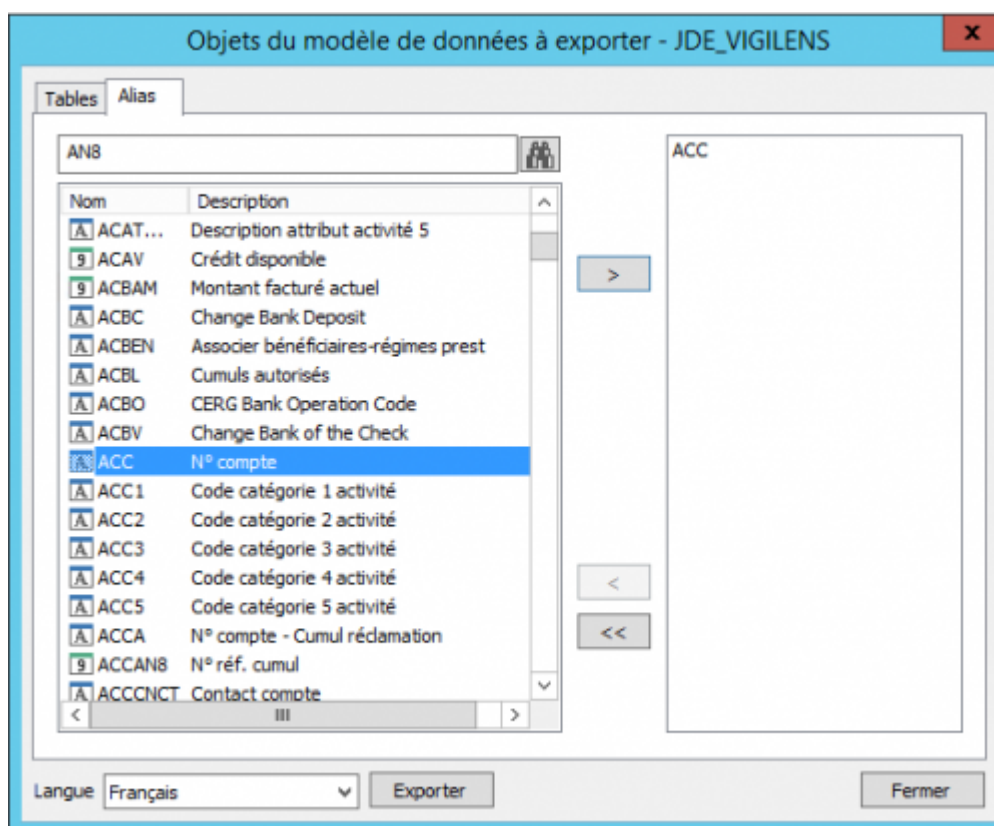 Objets du modèle de données à exporter - JDE_VIGILENS
x
Tables Alias
AN8
ACC
Nom Description
A ACAT... Description attribut activité 5
9 ACAV Crédit disponible
9 ACBAM Montant facturé actuel
A ACBC Change Bank Deposit
A ACBEN Associer bénéficiaires-régimes prest
A ACBL Cumuls autorisés
A ACBO CERG Bank Operation Code
A ACBV Change Bank of the Check
A ACC N° compte
A ACC1 Code catégorie 1 activité
A ACC2 Code catégorie 2 activité
A ACC3 Code catégorie 3 activité
A ACC4 Code catégorie 4 activité
A ACC5 Code catégorie 5 activité
A ACCA N° compte - Cumul réclamation
9 ACCAN8 N° réf. cumul
A ACCCNCT Contact compte
>
<
<<
Langue Français Exporter Fermer